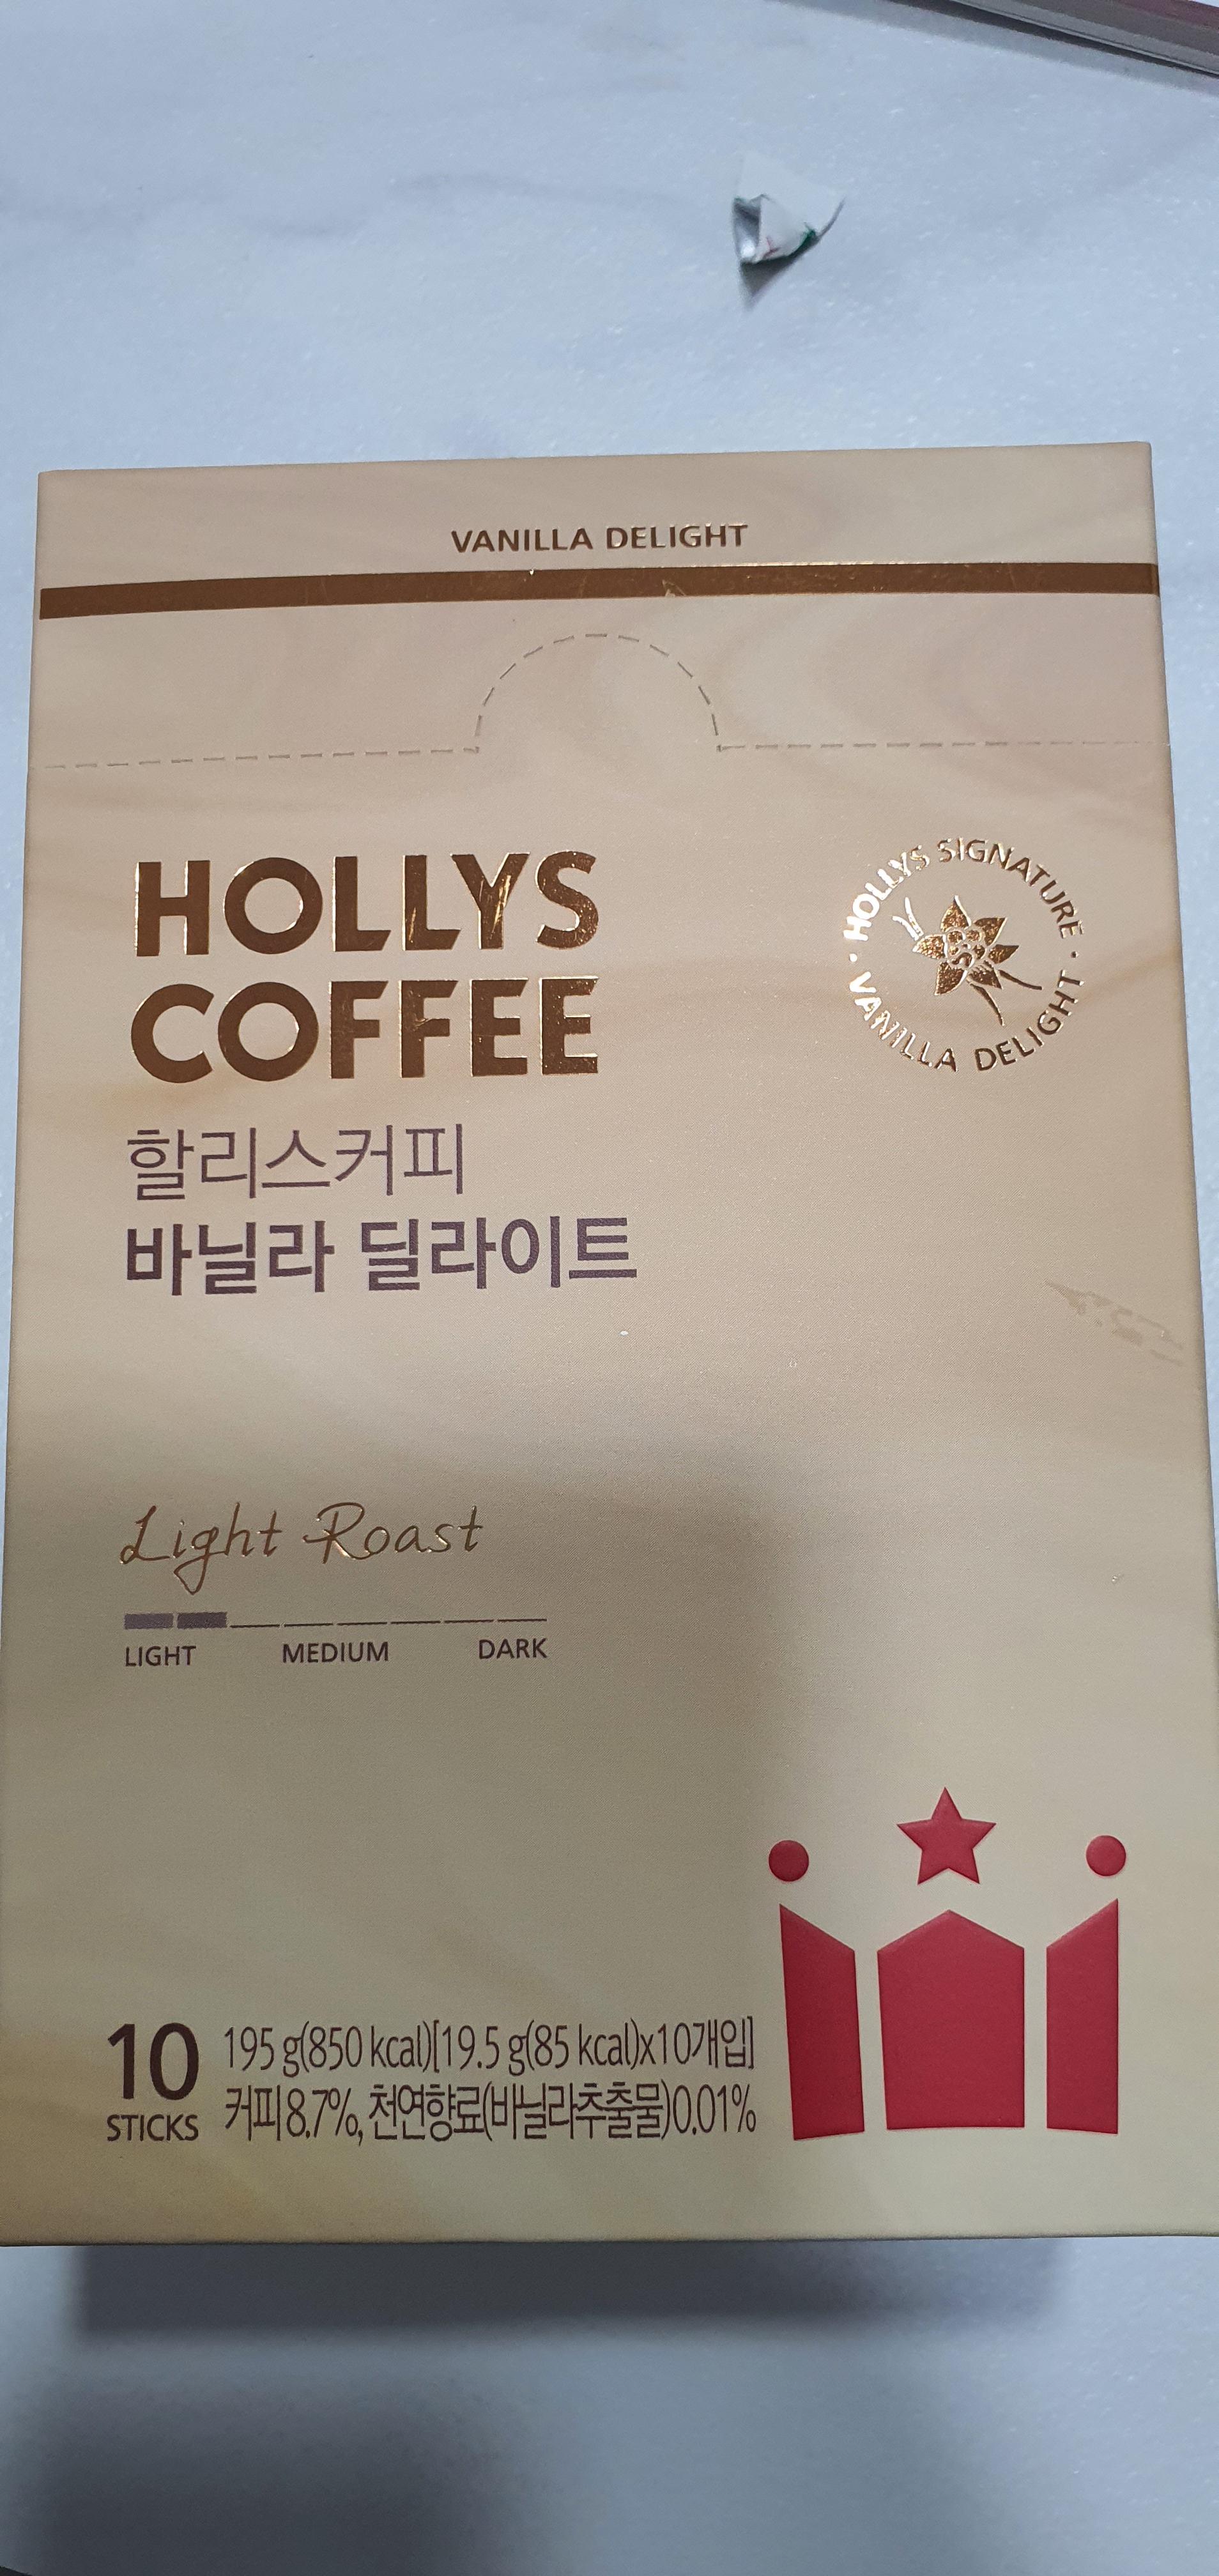 VANILLA DELIGHT
HOLLYS
COFFEE
HOLLYS SIGNATURE
VANILLA DELIGHT
할리스커피
바닐라 딜라이트
Light Roast
LIGHT MEDIUM DARK
10
STICKS
195 g(850 kcal)[19.5 g(85 kcal)x10개입]
커피8.7%, 천연향료(바닐라추출물)0.01%